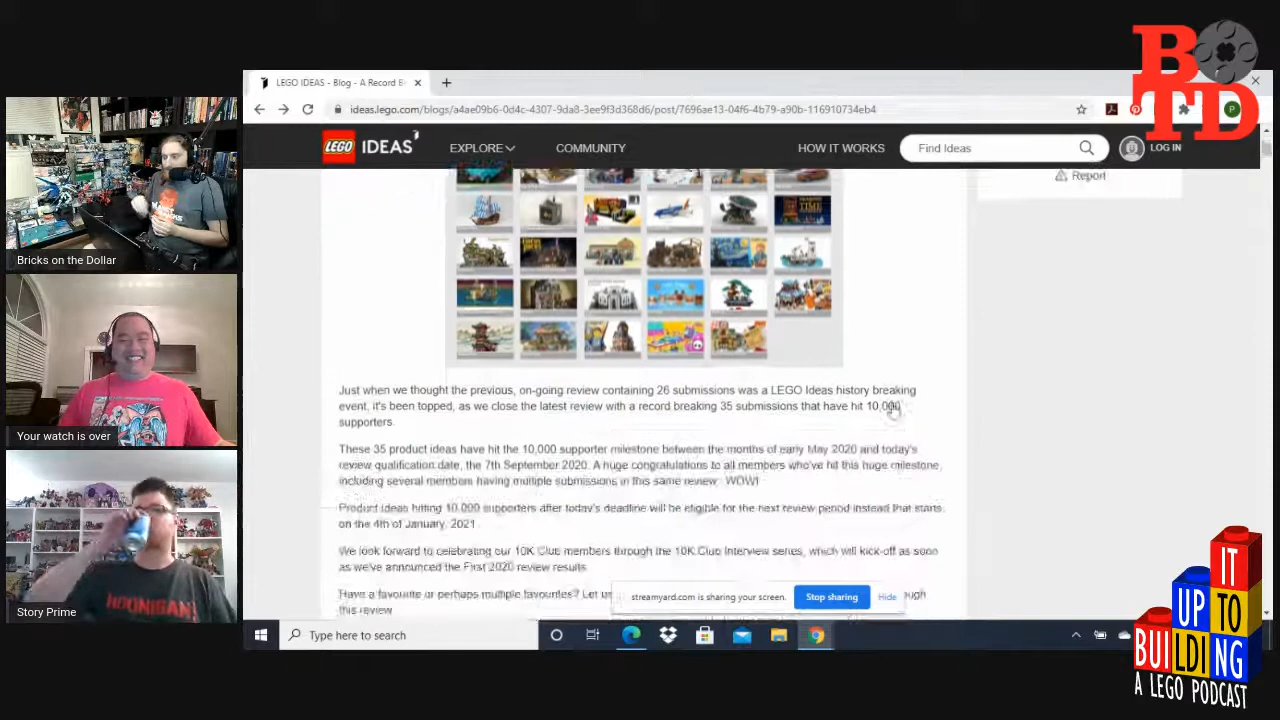 LEGO IDEAS - Blog - A Record B
ideas.lego.com/blogs/a4ae09b6-0d4c-4307-9da8-3ee9f3d368d6/post/7696ae13-04f6-4b79-a90b-116910734eb4
BOTD
LEGO IDEAS
EXPLORE
COMMUNITY
HOW IT WORKS
Find Ideas
LOG IN
Report
TIME
Just when we thought the previous, on-going review containing 26 submissions was a LEGO Ideas history breaking
event, it's been topped, as we close the latest review with a record breaking 35 submissions that have hit 10,000
supporters.
These 35 product ideas have hit the 10,000 supporter milestone between the months of early May 2020 and today's
review qualification date, the 7th September 2020. A huge congratulations to all members who've hit this huge milestone,
including several members having multiple submissions in this same review. WOW!
Product ideas hitting 10,000 supporters after today's deadline will be eligible for the next review period instead that starts
on the 4th of January, 2021.
We look forward to celebrating our 10K Club members through the 10K Club Interview series, which will kick-off as soon
as we've announced the First 2020 review results.
Have a favourite or perhaps multiple favourites? Let us
this review
streamyard.com is sharing your screen.
Stop sharing
Hide
Type here to search
P
Bricks on the Dollar
Your watch is over
HOONIGAN
Story Prime
BUILDING
UP TO
IT
A LEGO PODCAST